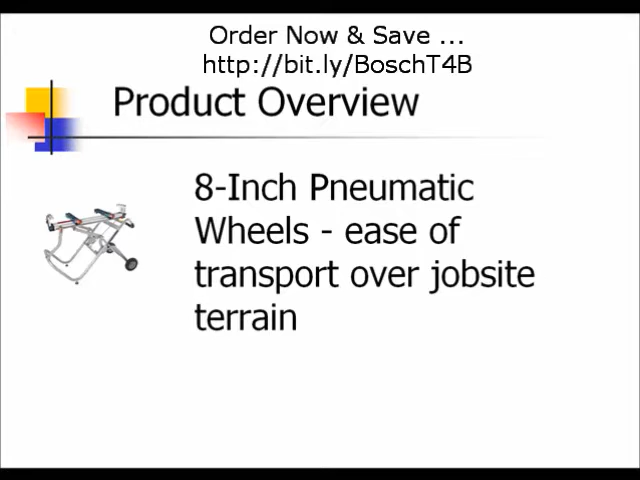 Order Now & Save ...
http://bit.ly/BoschT4B
Product Overview
8-Inch Pneumatic
Wheels - ease of
transport over jobsite
terrain